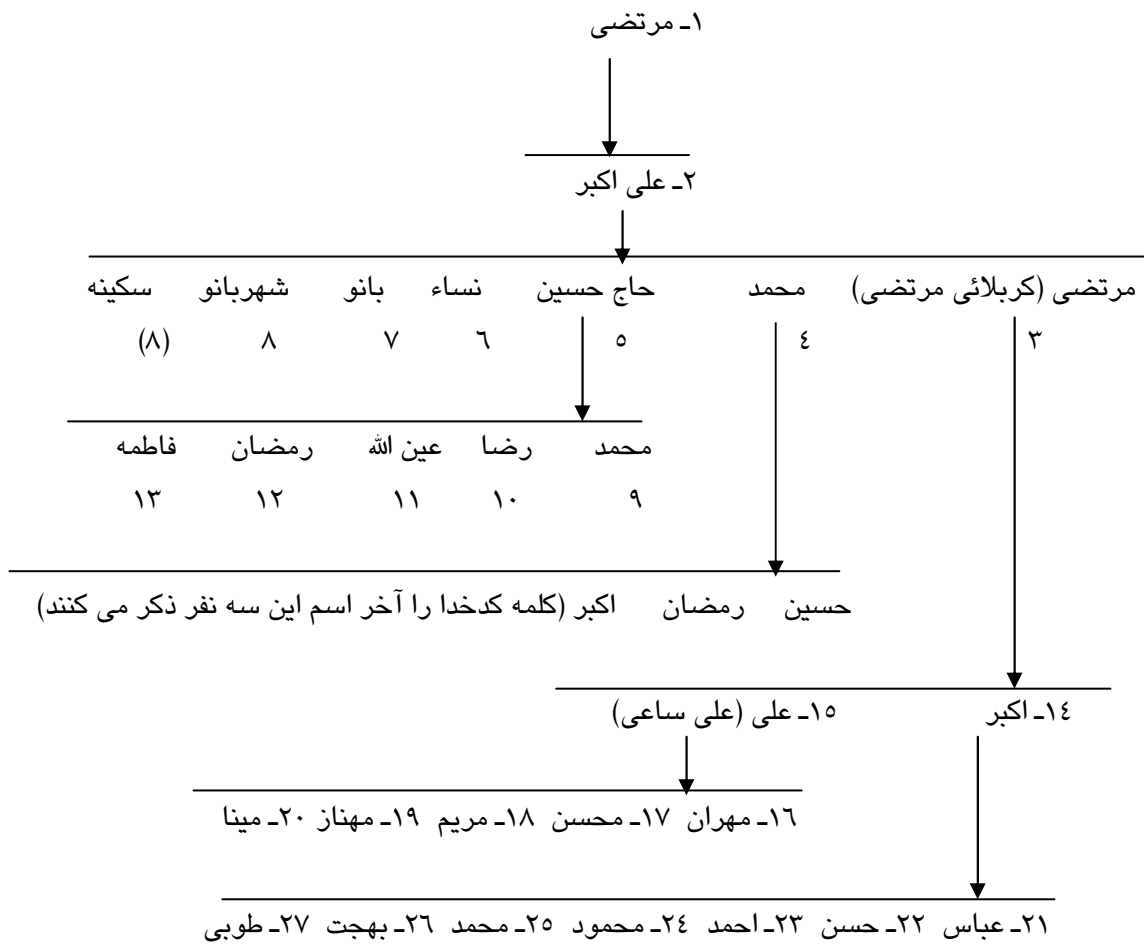 ١ـ مرتضی
٢ـ علی اکبر
مرتضی (کربلائی مرتضی) محمد حاج حسین نساء بانو شهربانو سکینه
٣ ٤ ٥ ٦ ٧ ٨ (٨)
محمد رضا عین الله رمضان فاطمه
٩ ١٠ ١١ ١٢ ١٣
حسین رمضان اکبر (کلمه کدخدا را آخر اسم این سه نفر ذکر می کنند)
١٤ـ اکبر ١٥ـ علی (علی ساعی)
١٦ـ مهران ١٧ـ محسن ١٨ـ مریم ١٩ـ مهناز ٢٠ـ مینا
٢١ـ عباس ٢٢ـ حسن ٢٣ـ احمد ٢٤ـ محمود ٢٥ـ محمد ٢٦ـ بهجت ٢٧ـ طوبی